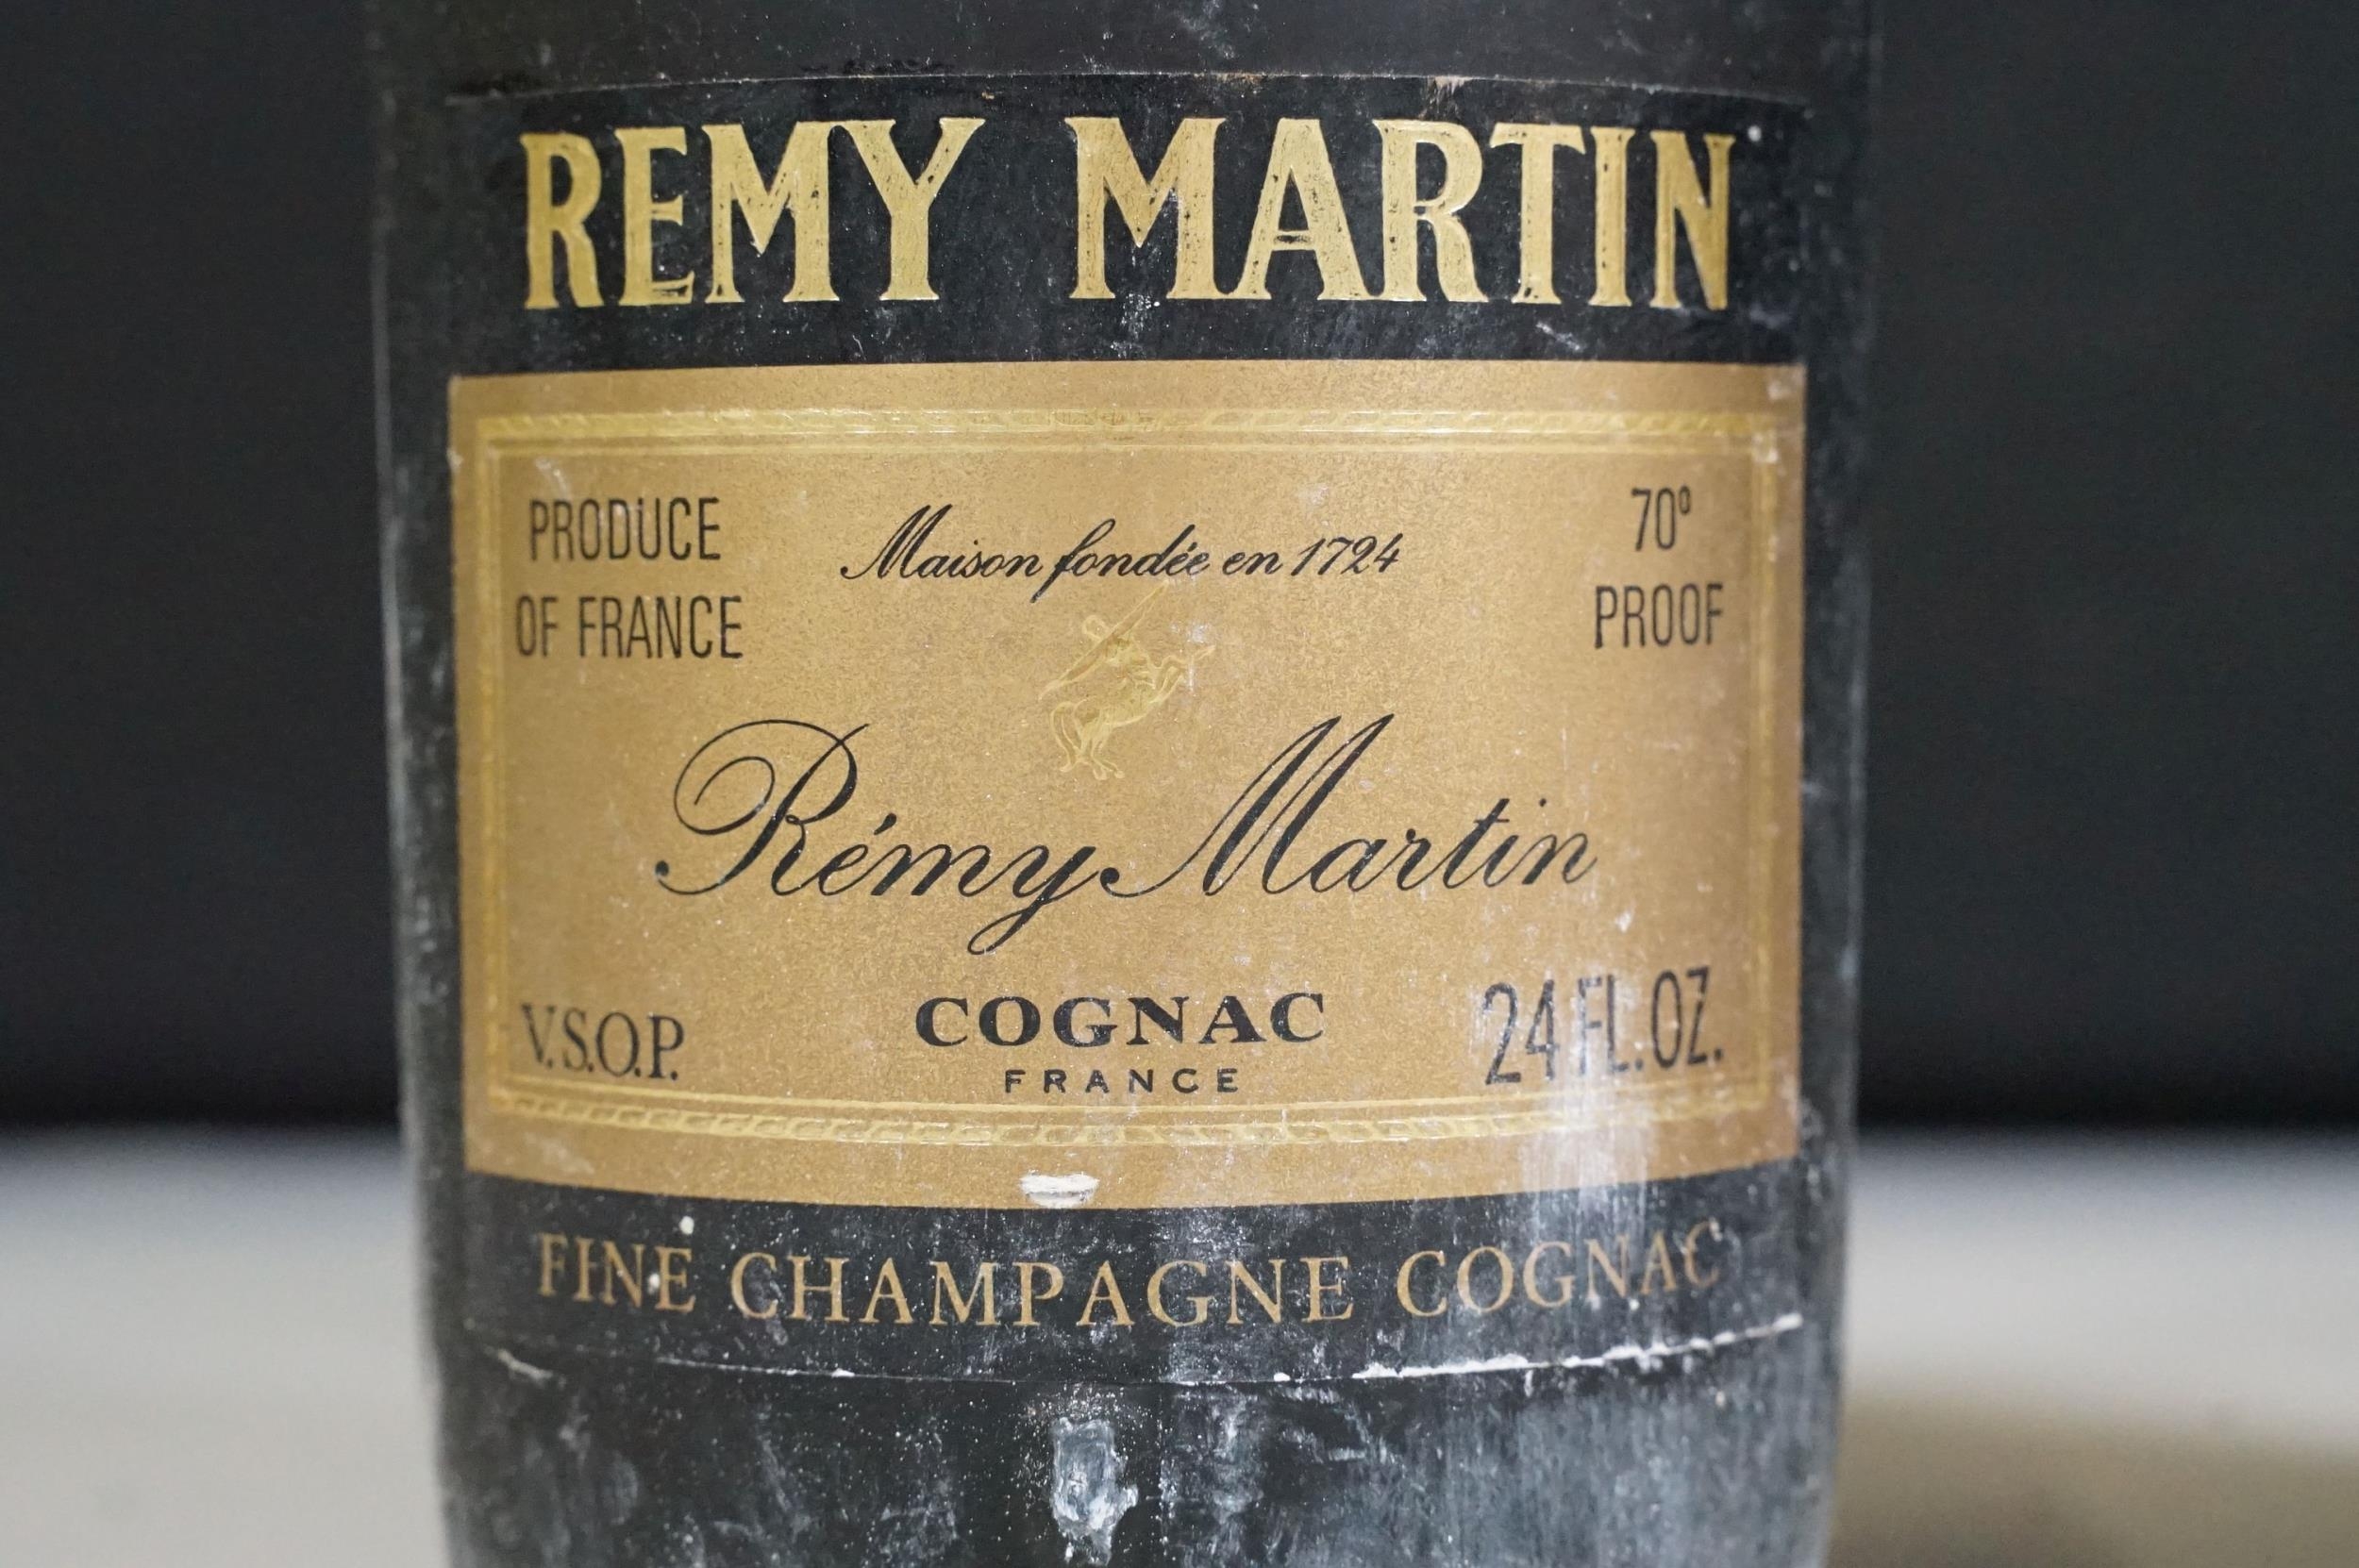 REMY MARTIN
PRODUCE
OF FRANCE
Maison fondée en 1724
70º
PROOF
Rémy Martin
V.S.O.P.
COGNAC
FRANCE
24 FL.OZ.
FINE CHAMPAGNE COGNAC